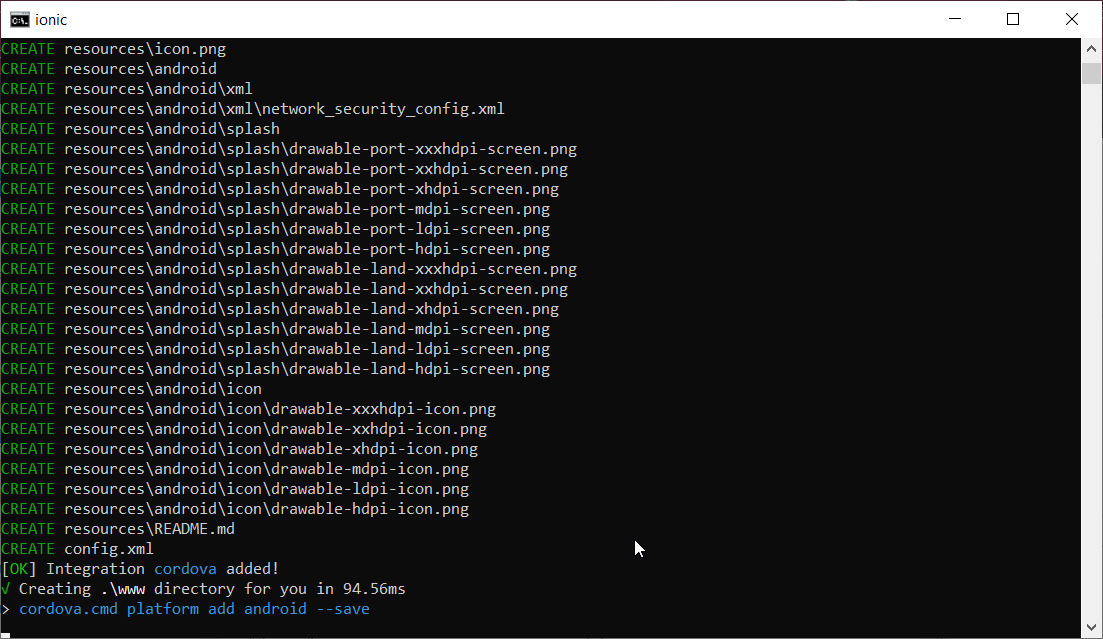 ionic
CREATE resources\icon.png
CREATE resources\android
CREATE resources\android\xml
CREATE resources\android\xml\network_security_config.xml
CREATE resources\android\splash
CREATE resources\android\splash\drawable-port-xxxhdpi-screen.png
CREATE resources\android\splash\drawable-port-xxhdpi-screen.png
CREATE resources\android\splash\drawable-port-xhdpi-screen.png
CREATE resources\android\splash\drawable-port-mdpi-screen.png
CREATE resources\android\splash\drawable-port-ldpi-screen.png
CREATE resources\android\splash\drawable-port-hdpi-screen.png
CREATE resources\android\splash\drawable-land-xxxhdpi-screen.png
CREATE resources\android\splash\drawable-land-xxhdpi-screen.png
CREATE resources\android\splash\drawable-land-xhdpi-screen.png
CREATE resources\android\splash\drawable-land-mdpi-screen.png
CREATE resources\android\splash\drawable-land-ldpi-screen.png
CREATE resources\android\splash\drawable-land-hdpi-screen.png
CREATE resources\android\icon
CREATE resources\android\icon\drawable-xxxhdpi-icon.png
CREATE resources\android\icon\drawable-xxhdpi-icon.png
CREATE resources\android\icon\drawable-xhdpi-icon.png
CREATE resources\android\icon\drawable-mdpi-icon.png
CREATE resources\android\icon\drawable-ldpi-icon.png
CREATE resources\android\icon\drawable-hdpi-icon.png
CREATE resources\README.md
CREATE config.xml
[OK] Integration cordova added!
√ Creating .\www directory for you in 94.56ms
> cordova.cmd platform add android --save